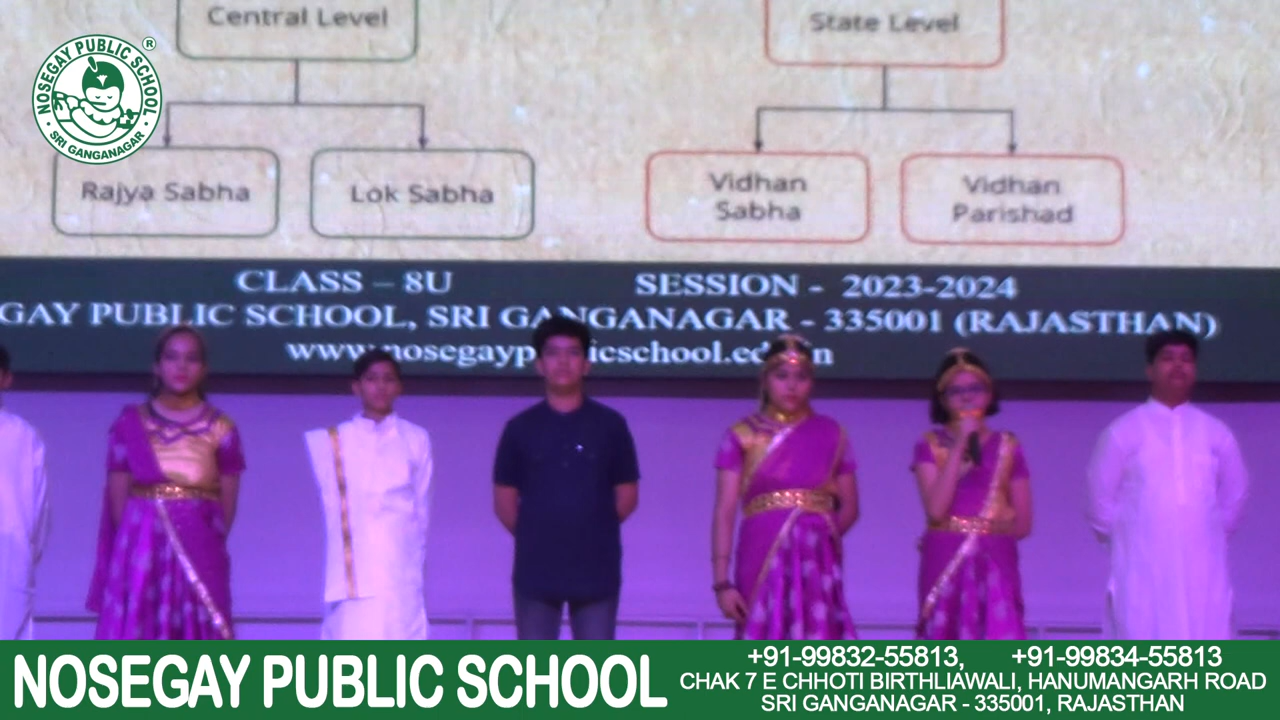 Central Level
State Level
NOSEGAY PUBLIC SCHOOL
®
SRI GANGANAGAR
Rajya Sabha
Lok Sabha
Vidhan
Sabha
Vidhan
Parishad
CLASS – 8U
SESSION - 2023-2024
GAY PUBLIC SCHOOL, SRI GANGANAGAR - 335001 (RAJASTHAN)
NOSEGAY PUBLIC SCHOOL
+91-99832-55813, +91-99834-55813
CHAK 7 E CHHOTI BIRTHLIAWALI, HANUMANGARH ROAD
SRI GANGANAGAR - 335001, RAJASTHAN